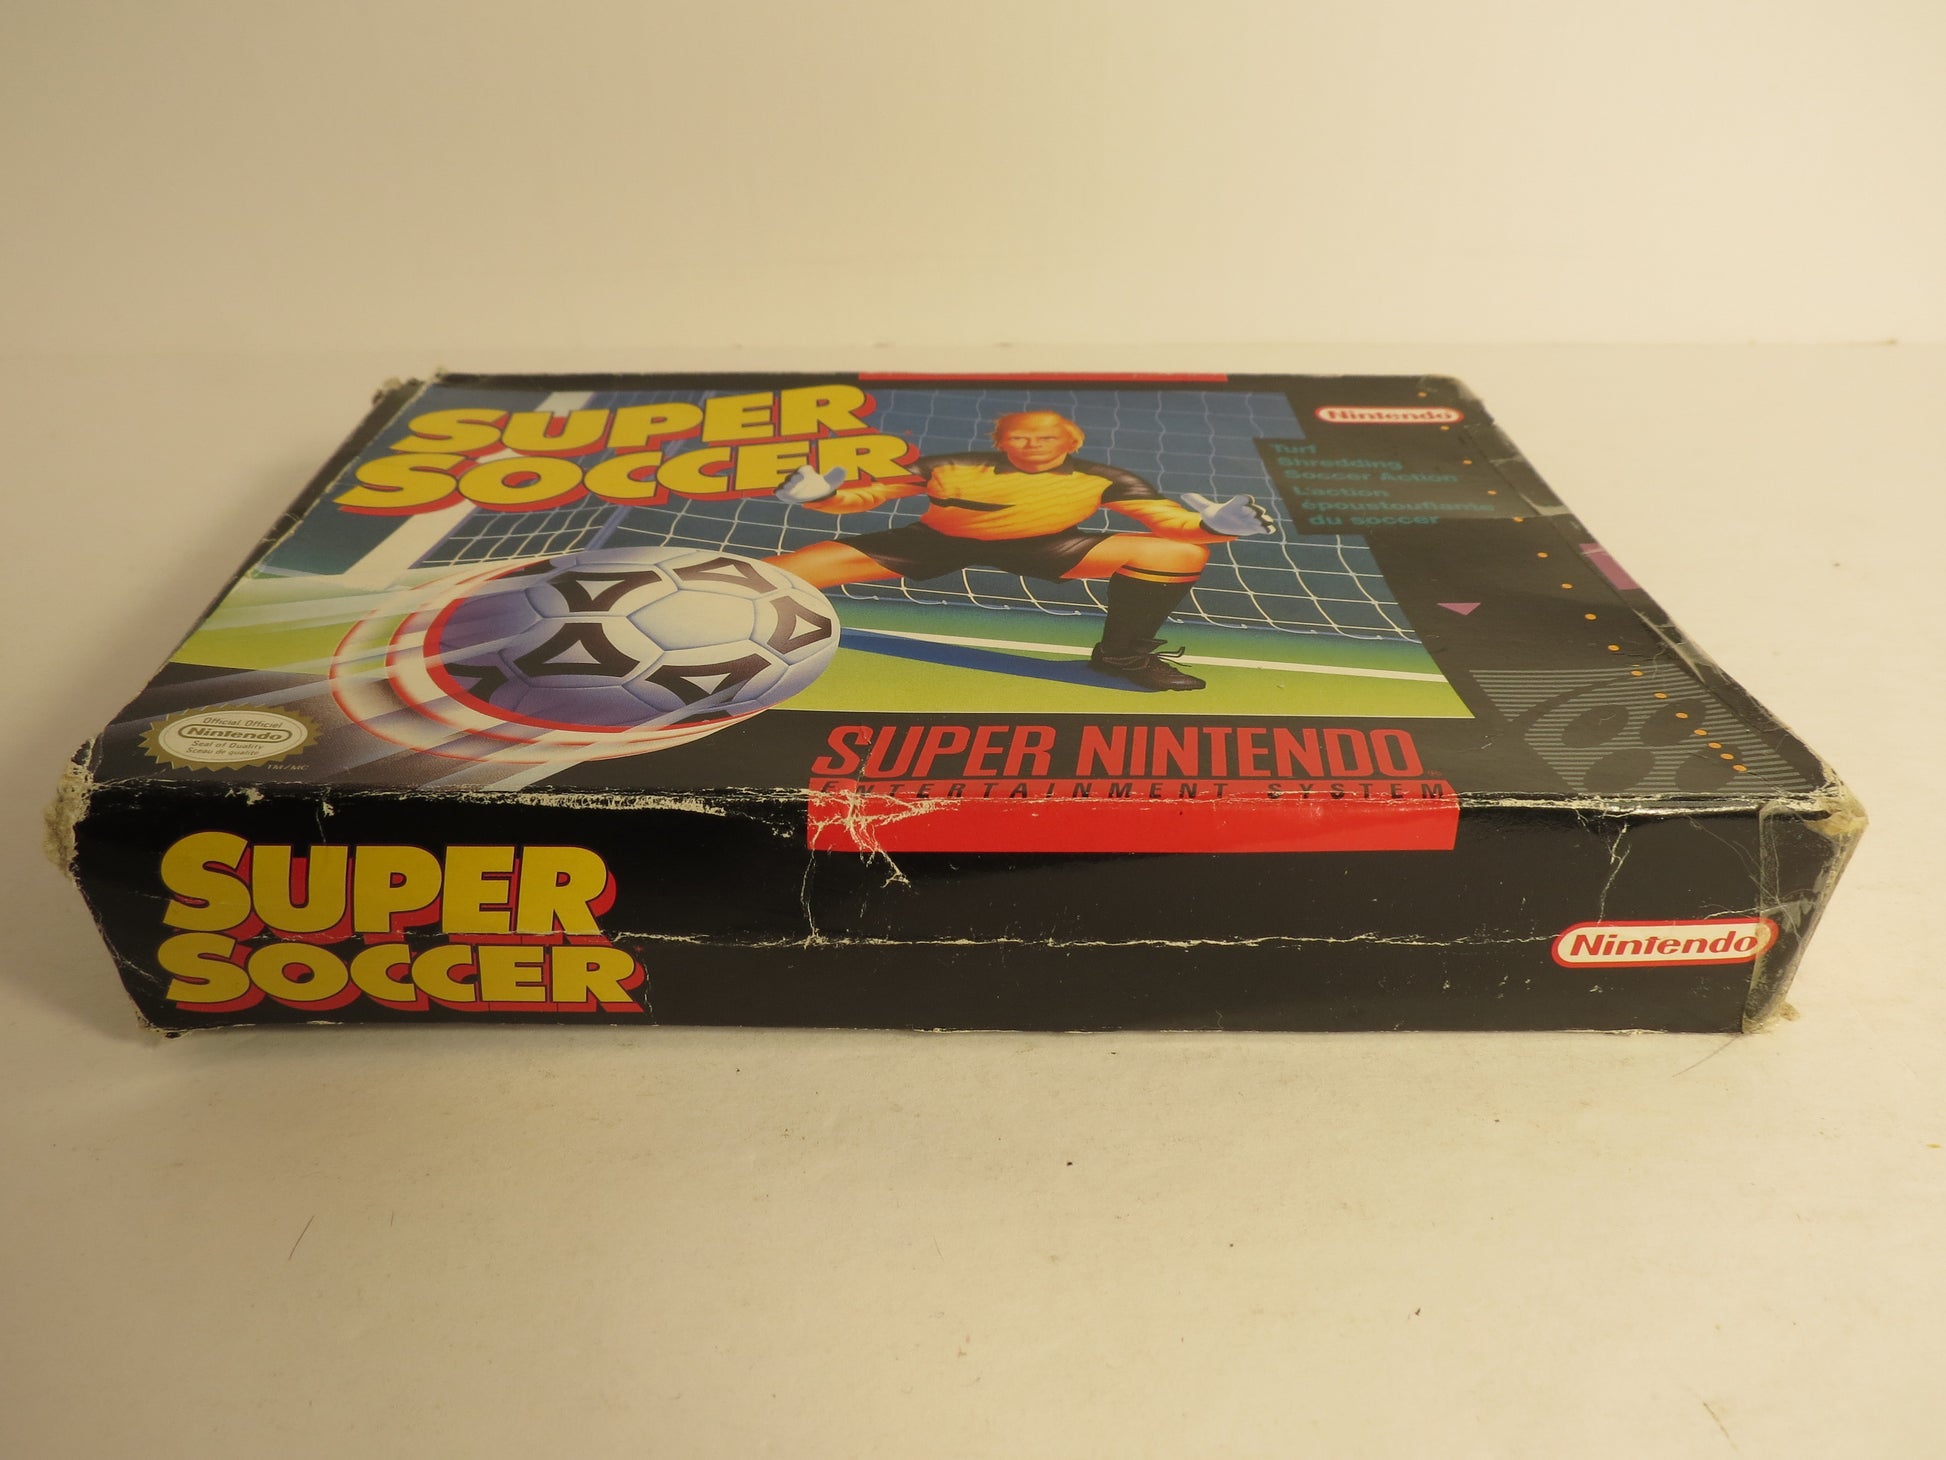 SUPER
SOCCER
Nintendo
Turf
Shredding
Soccer Action
L'action
époustouflante
du soccer
Official. Officiel
Nintendo
Seal of Quality
Sceau de qualité
TM/MC
SUPER NINTENDO®
ENTERTAINMENT SYSTEM
SUPER
SOCCER
Nintendo